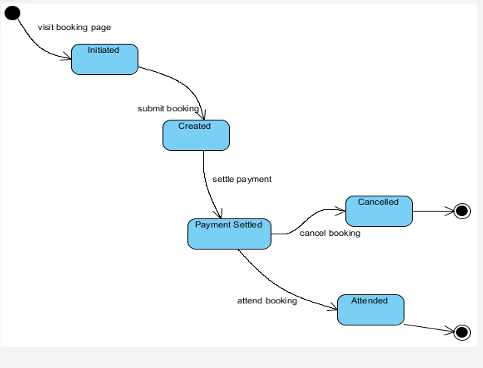 visit booking page
Initiated
submit booking
Created
settle payment
Payment Settled
Cancelled
cancel booking
attend booking
Attended